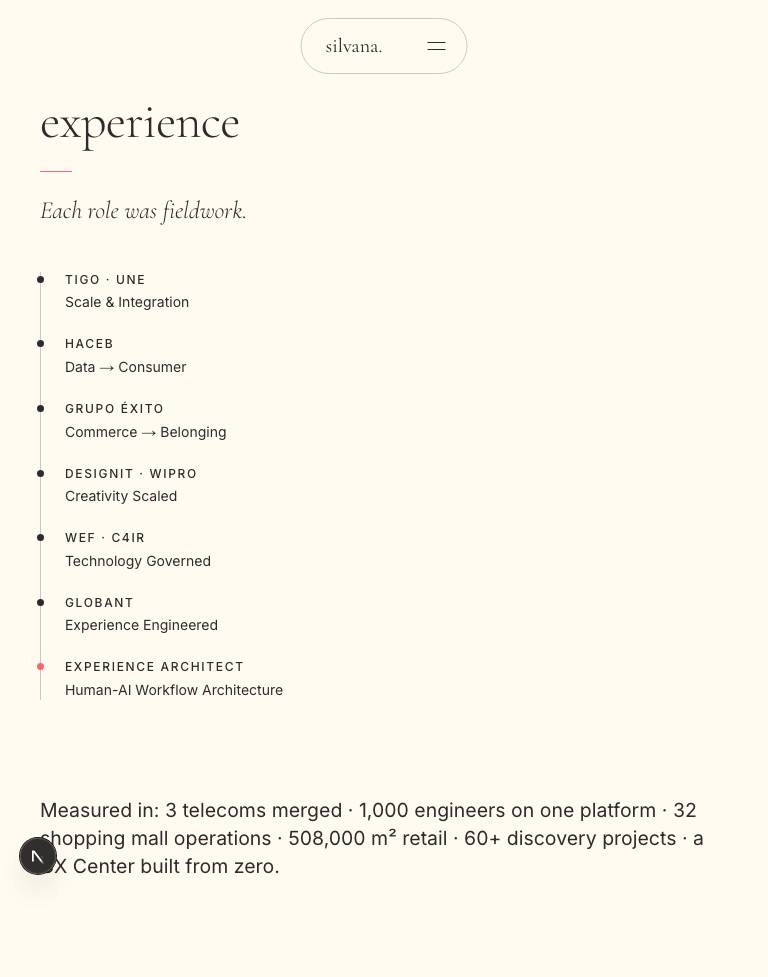 silvana.
experience
Each role was fieldwork.
TIGO · UNE
Scale & Integration
HACEB
Data → Consumer
GRUPO ÉXITO
Commerce → Belonging
DESIGNIT · WIPRO
Creativity Scaled
WEF · C4IR
Technology Governed
GLOBANT
Experience Engineered
EXPERIENCE ARCHITECT
Human-AI Workflow Architecture
Measured in: 3 telecoms merged · 1,000 engineers on one platform · 32
shopping mall operations · 508,000 m² retail · 60+ discovery projects · a
Center built from zero.